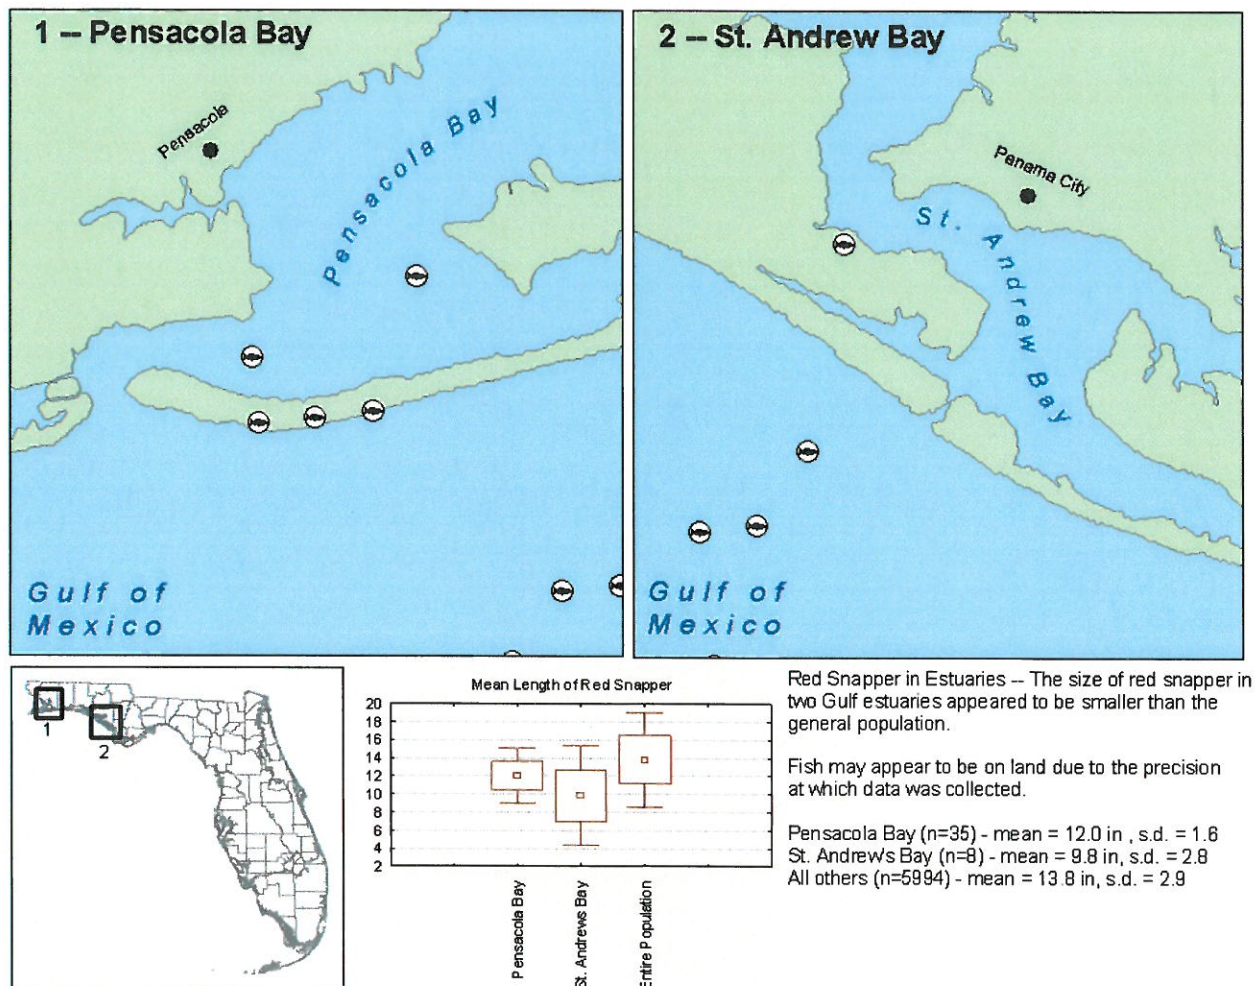 1 -- Pensacola Bay
Pensacola
Pensacola Bay
Gulf of
Mexico
2 -- St. Andrew Bay
Panama City
St. Andrew Bay
Gulf of
Mexico
1
2
Mean Length of Red Snapper
20
18
16
14
12
10
8
6
4
2
Pensacola Bay
St. Andrews Bay
Entire Population
Red Snapper in Estuaries -- The size of red snapper in
two Gulf estuaries appeared to be smaller than the
general population.
Fish may appear to be on land due to the precision
at which data was collected.
Pensacola Bay (n=35) - mean = 12.0 in , s.d. = 1.6
St. Andrew's Bay (n=8) - mean = 9.8 in, s.d. = 2.8
All others (n=5994) - mean = 13.8 in, s.d. = 2.9